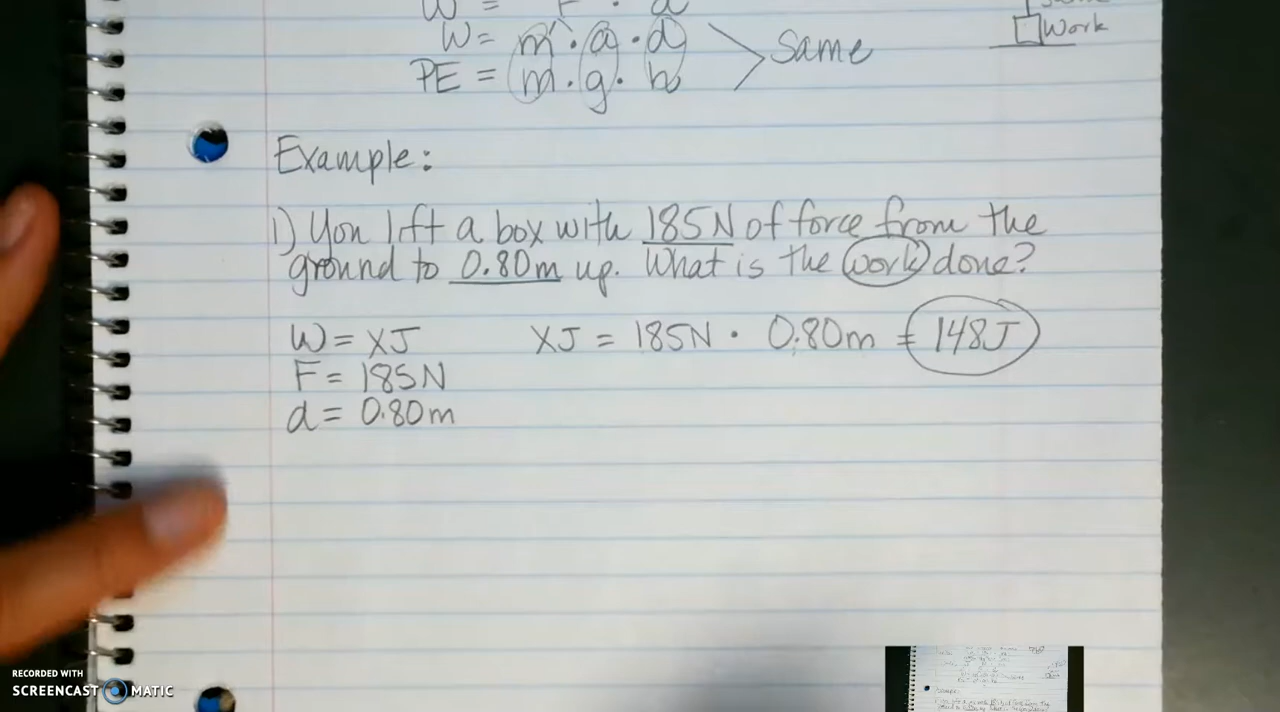 W = F · d
W = m · a · d
Same
PE = m · g · h
Work
Example:
1) You lift a box with 185N of force from the
ground to 0.80m up. What is the work done?
W = XJ
XJ = 185N · 0.80m = 148J
F = 185N
d = 0.80m
RECORDED WITH
SCREENCAST MATIC